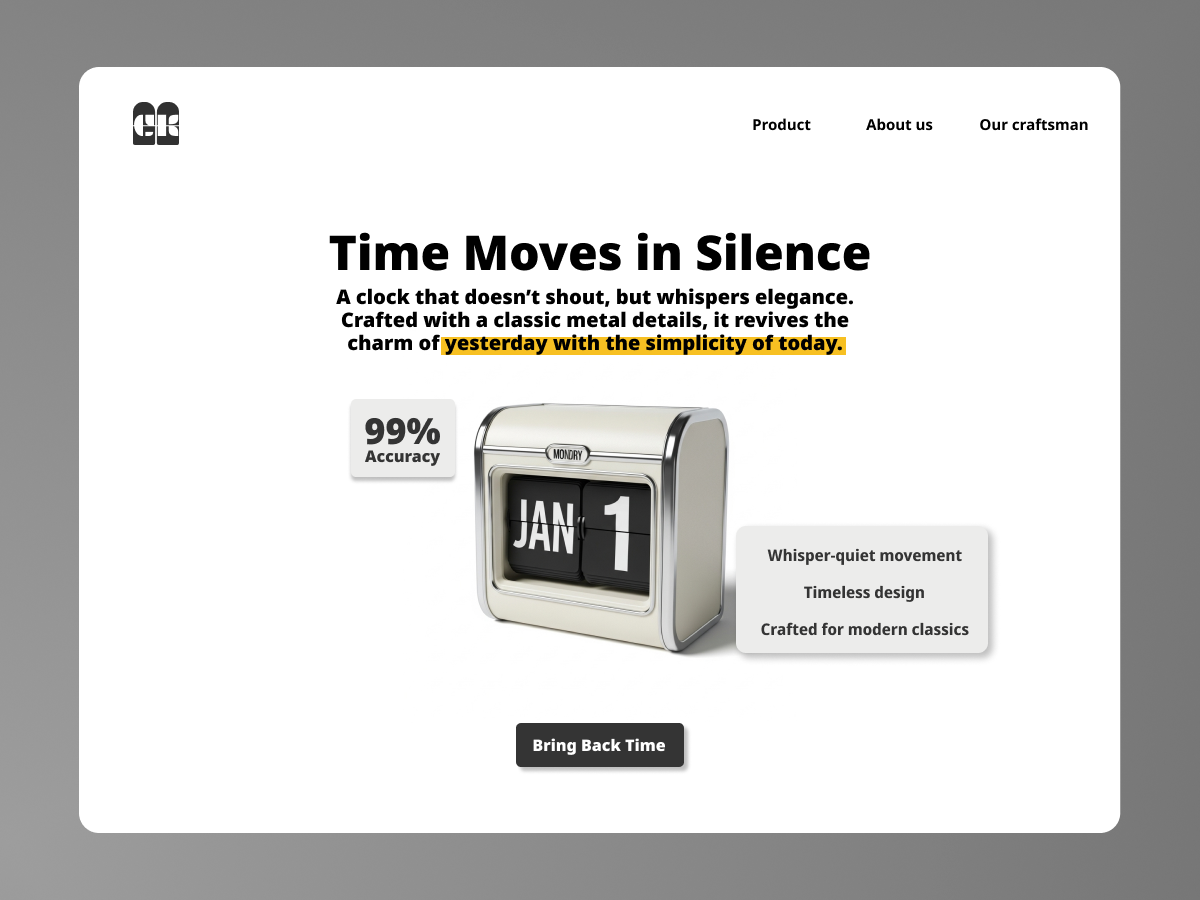 CK
Product
About us
Our craftsman
Time Moves in Silence
A clock that doesn’t shout, but whispers elegance.
Crafted with a classic metal details, it revives the
charm of yesterday with the simplicity of today.
99%
Accuracy
MONDRY
JAN 1
Whisper-quiet movement
Timeless design
Crafted for modern classics
Bring Back Time